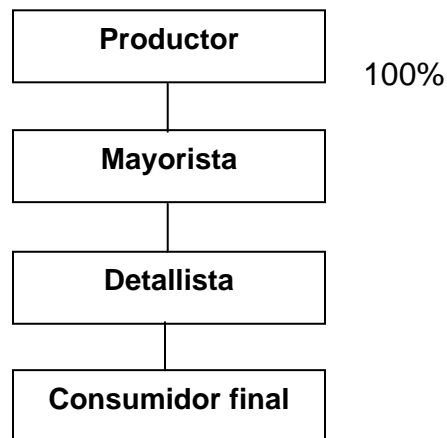 Productor
100%
Mayorista
Detallista
Consumidor final